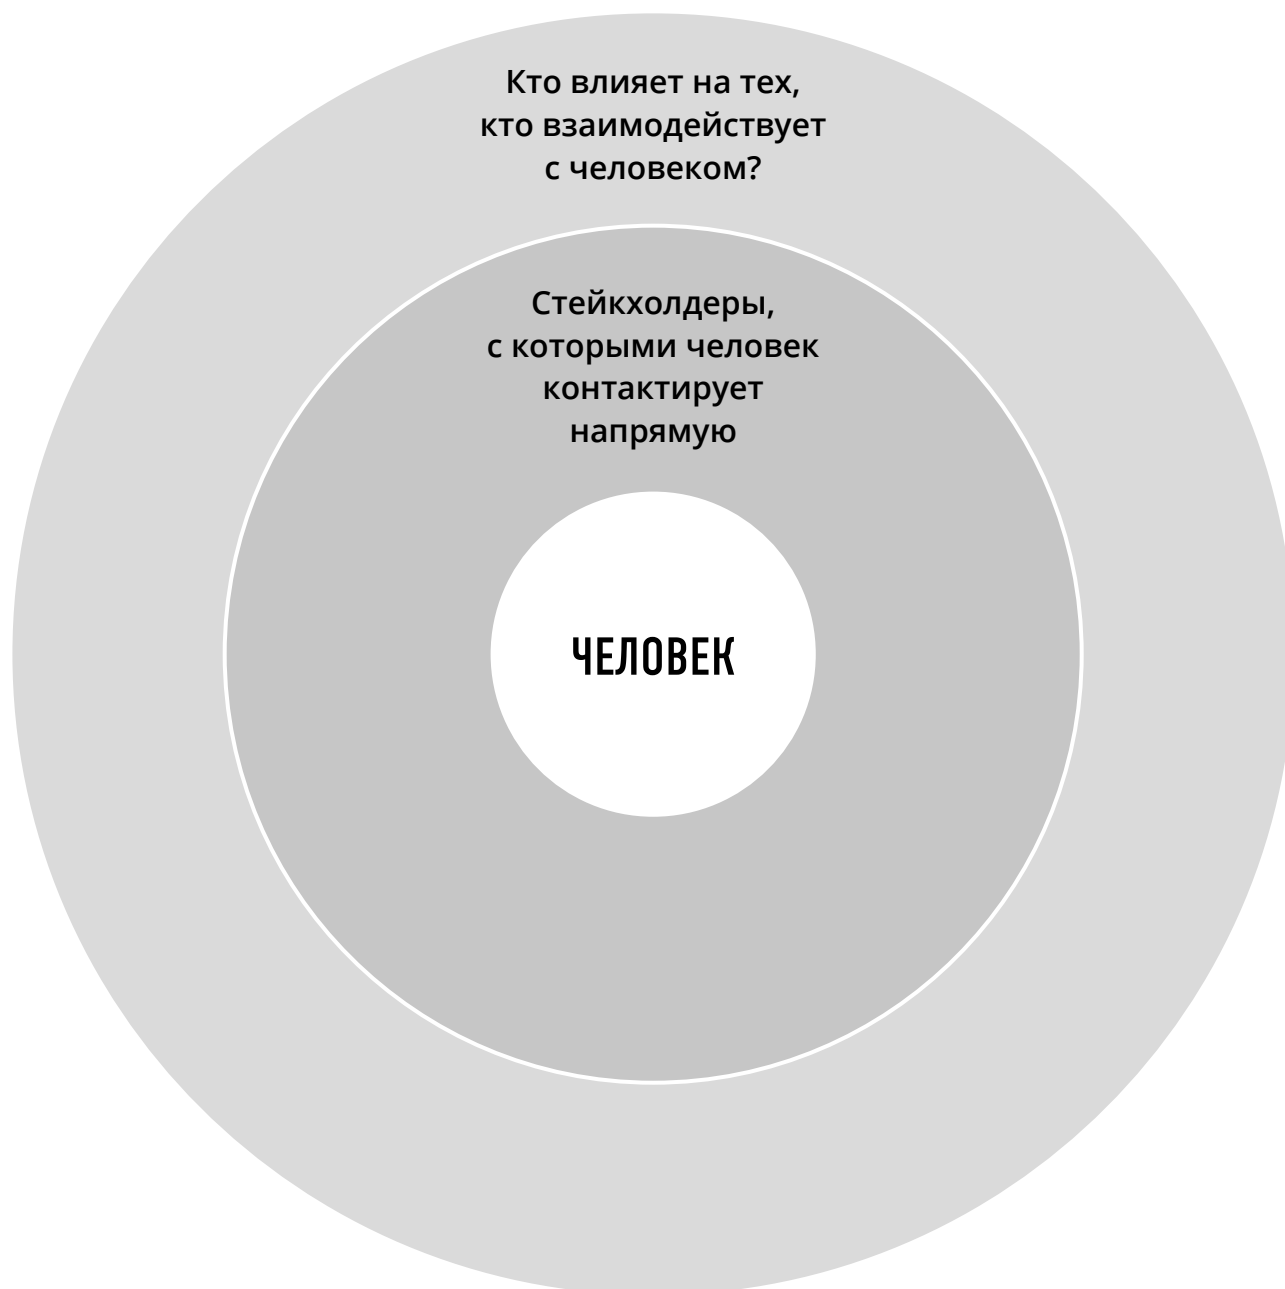 Кто влияет на тех,
кто взаимодействует
с человеком?
Стейкхолдеры,
с которыми человек
контактирует
напрямую
ЧЕЛОВЕК